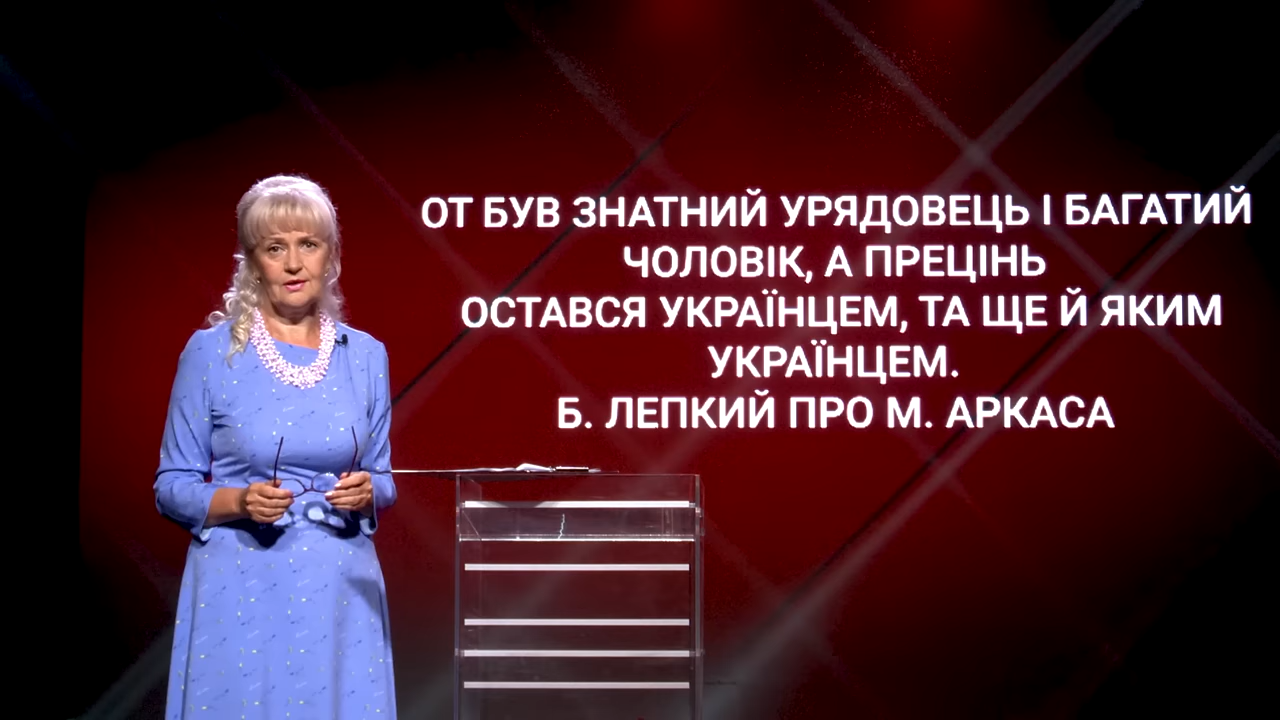 ОТ БУВ ЗНАТНИЙ УРЯДОВЕЦЬ І БАГАТИЙ
ЧОЛОВІК, А ПРЕЦІНЬ
ОСТАВСЯ УКРАЇНЦЕМ, ТА ЩЕ Й ЯКИМ
УКРАЇНЦЕМ.
Б. ЛЕПКИЙ ПРО М. АРКАСА